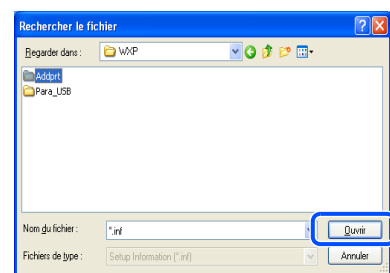 Rechercher le fichier
Regarder dans :
WXP
Addprt
Para_USB
Nom du fichier :
*.inf
Ouvrir
Fichiers de type :
Setup Information (*.inf)
Annuler